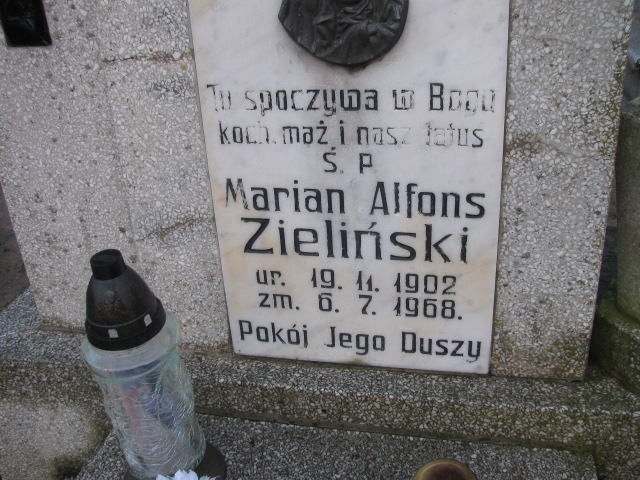 Tu spoczywa w Bogu
koch. mąż i nasz tatuś
Ś. P
Marian Alfons
Zieliński
ur. 19. 11. 1902
zm. 6. 7. 1968.
Pokój Jego Duszy